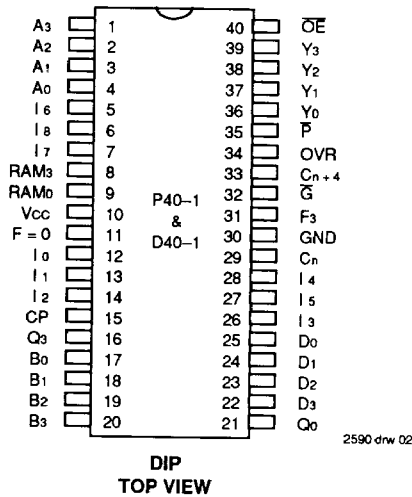 A3 1 40 OE
A2 2 39 Y3
A1 3 38 Y2
A0 4 37 Y1
I6 5 36 Y0
I8 6 35 P
I7 7 34 OVR
RAM3 8 33 Cn + 4
RAM0 9 P40–1 32 G
VCC 10 & 31 F3
F = 0 11 D40–1 30 GND
I0 12 29 Cn
I1 13 28 I4
I2 14 27 I5
CP 15 26 I3
Q3 16 25 D0
B0 17 24 D1
B1 18 23 D2
B2 19 22 D3
B3 20 21 Q0
2590 drw 02
DIP
TOP VIEW